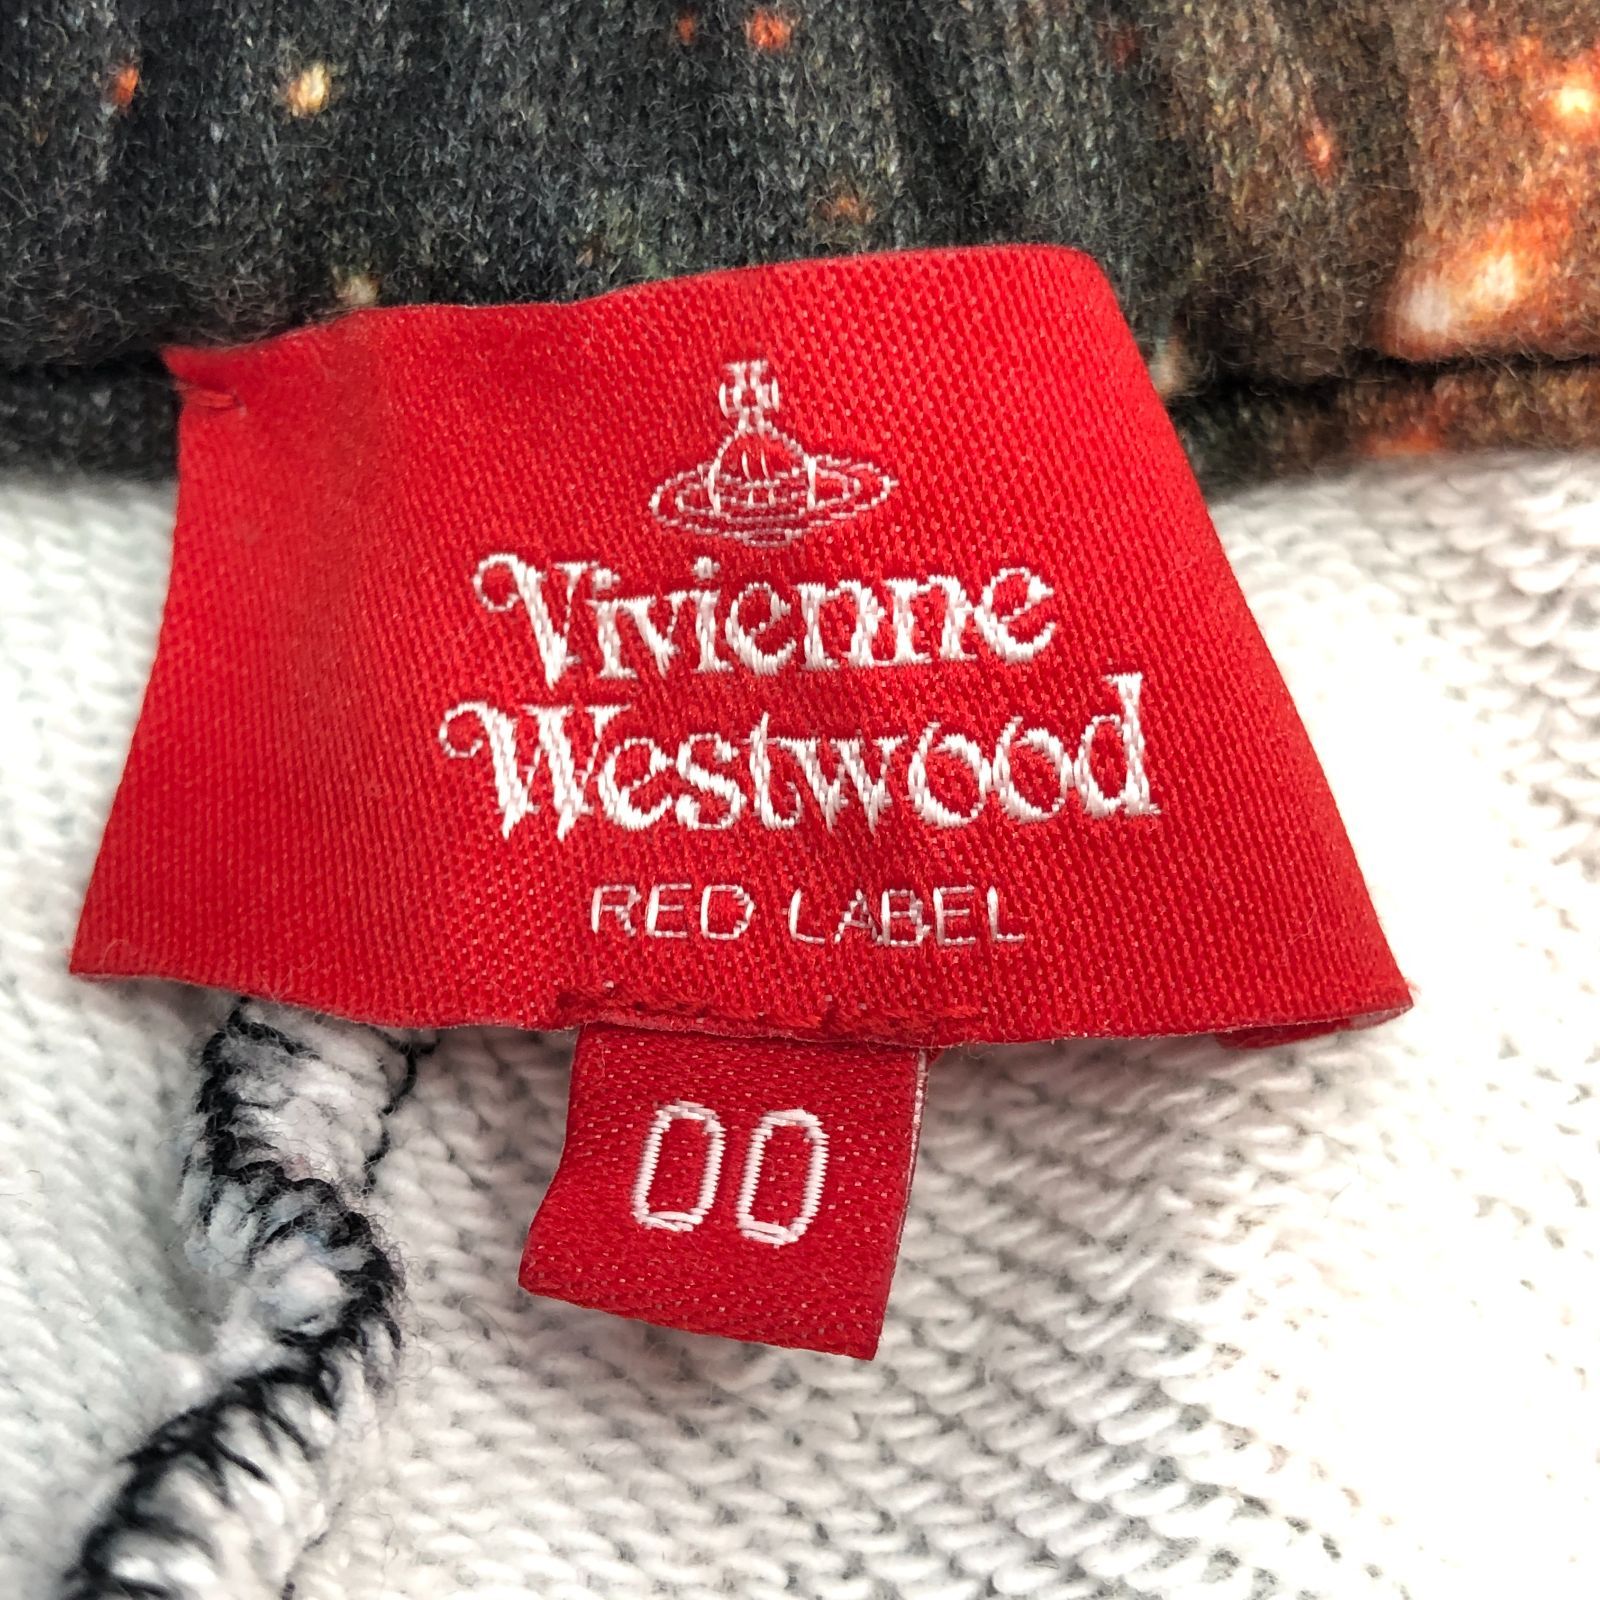 Vivienne
Westwood
RED LABEL
00